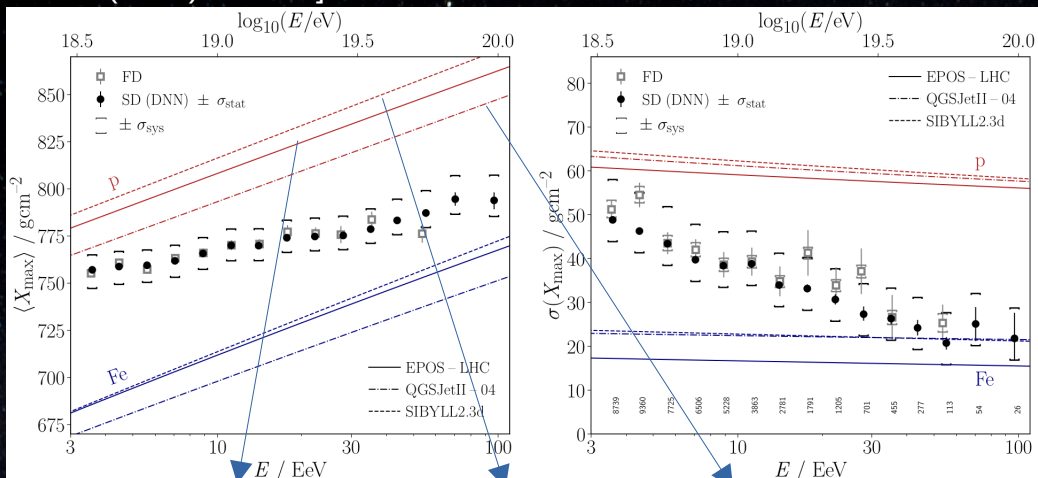 log₁₀(E/eV)
18.5 19.0 19.5 20.0
FD
SD (DNN) ± σstat
± σsys
p
Fe
EPOS – LHC
QGSJetII – 04
SIBYLL2.3d
⟨Xmax⟩ / gcm⁻²
850
825
800
775
750
725
700
675
3 10 30 100
E / EeV
log₁₀(E/eV)
18.5 19.0 19.5 20.0
FD
SD (DNN) ± σstat
± σsys
EPOS – LHC
QGSJetII – 04
SIBYLL2.3d
p
Fe
σ(Xmax) / gcm⁻²
80
70
60
50
40
30
20
10
0
8739 9360 7725 6506 5228 3863 2781 1791 1205 701 455 277 113 54 26
3 10 30 100
E / EeV